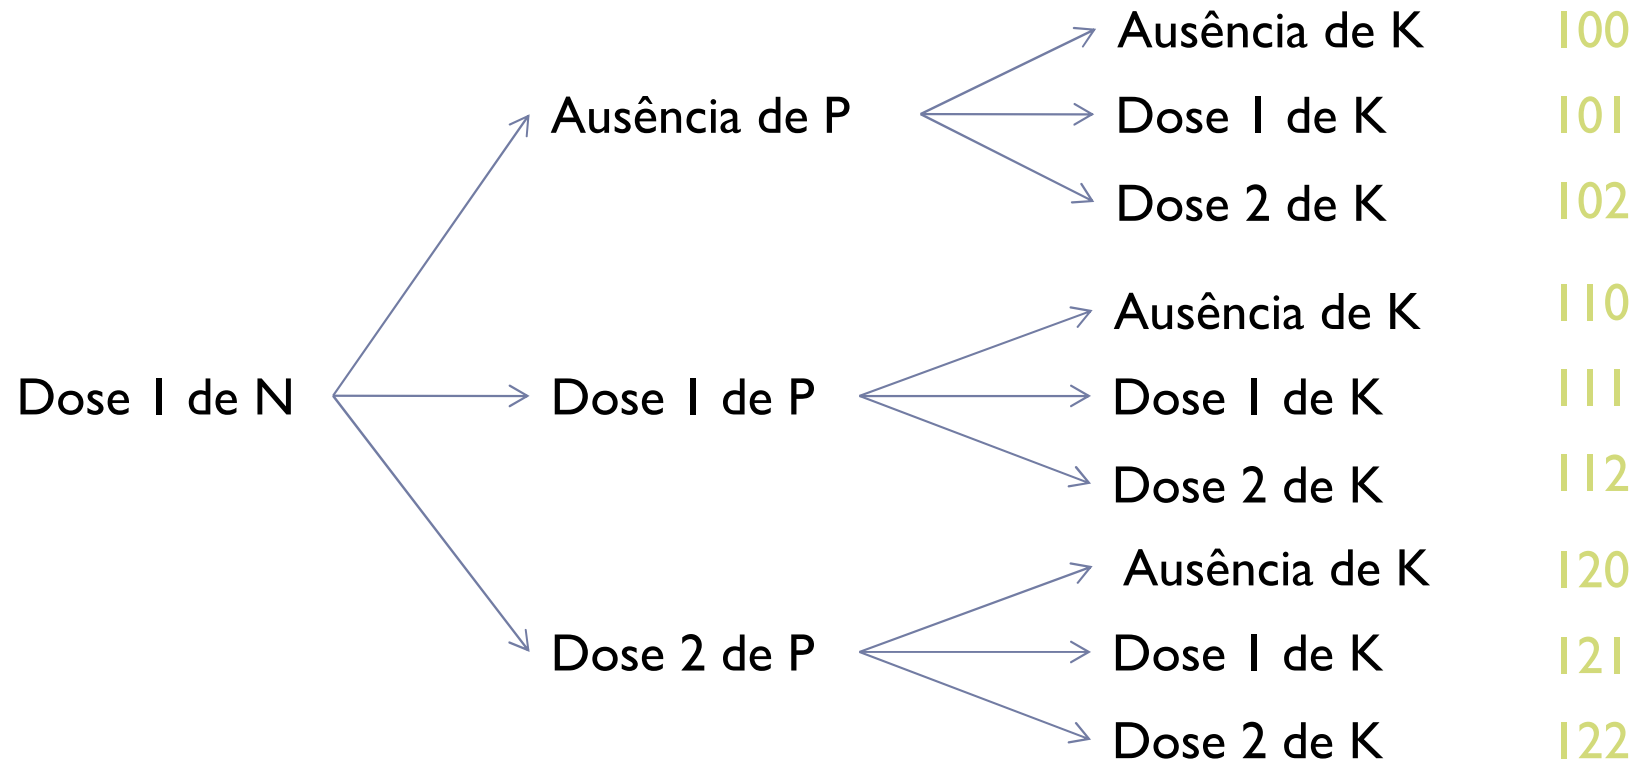 Ausência de K 100
Ausência de P Dose 1 de K 101
Dose 2 de K 102
Ausência de K 110
Dose 1 de N Dose 1 de P Dose 1 de K 111
Dose 2 de K 112
Ausência de K 120
Dose 2 de P Dose 1 de K 121
Dose 2 de K 122